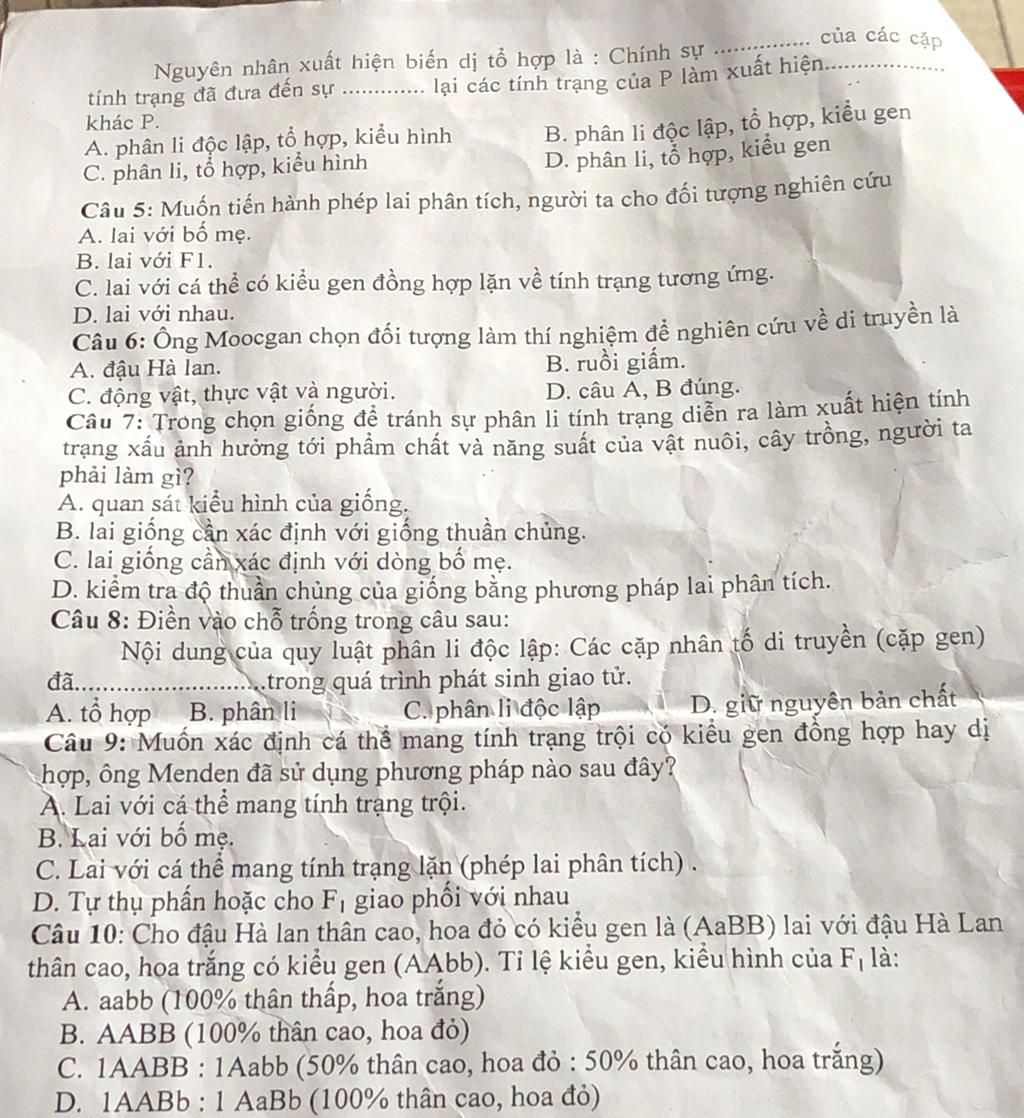 Nguyên nhân xuất hiện biến dị tổ hợp là : Chính sự ............... của các cặp
tính trạng đã đưa đến sự ............. lại các tính trạng của P làm xuất hiện...................
khác P.
A. phân li độc lập, tổ hợp, kiểu hình B. phân li độc lập, tổ hợp, kiểu gen
C. phân li, tổ hợp, kiểu hình D. phân li, tổ hợp, kiểu gen
Câu 5: Muốn tiến hành phép lai phân tích, người ta cho đối tượng nghiên cứu
A. lai với bố mẹ.
B. lai với F1.
C. lai với cá thể có kiểu gen đồng hợp lặn về tính trạng tương ứng.
D. lai với nhau.
Câu 6: Ông Moocgan chọn đối tượng làm thí nghiệm để nghiên cứu về di truyền là
A. đậu Hà lan. B. ruồi giấm.
C. động vật, thực vật và người. D. câu A, B đúng.
Câu 7: Trong chọn giống để tránh sự phân li tính trạng diễn ra làm xuất hiện tính
trạng xấu ảnh hưởng tới phẩm chất và năng suất của vật nuôi, cây trồng, người ta
phải làm gì?
A. quan sát kiểu hình của giống.
B. lai giống cần xác định với giống thuần chủng.
C. lai giống cần xác định với dòng bố mẹ.
D. kiểm tra độ thuần chủng của giống bằng phương pháp lai phân tích.
Câu 8: Điền vào chỗ trống trong câu sau:
Nội dung của quy luật phân li độc lập: Các cặp nhân tố di truyền (cặp gen)
đã...........................trong quá trình phát sinh giao tử.
A. tổ hợp B. phân li C. phân li độc lập D. giữ nguyên bản chất
Câu 9: Muốn xác định cá thể mang tính trạng trội có kiểu gen đồng hợp hay dị
hợp, ông Menden đã sử dụng phương pháp nào sau đây?
A. Lai với cá thể mang tính trạng trội.
B. Lai với bố mẹ.
C. Lai với cá thể mang tính trạng lặn (phép lai phân tích) .
D. Tự thụ phấn hoặc cho F₁ giao phối với nhau
Câu 10: Cho đậu Hà lan thân cao, hoa đỏ có kiểu gen là (AaBB) lai với đậu Hà Lan
thân cao, hoa trắng có kiểu gen (AAbb). Tỉ lệ kiểu gen, kiểu hình của F₁ là:
A. aabb (100% thân thấp, hoa trắng)
B. AABB (100% thân cao, hoa đỏ)
C. 1AABB : 1Aabb (50% thân cao, hoa đỏ : 50% thân cao, hoa trắng)
D. 1AABb : 1 AaBb (100% thân cao, hoa đỏ)